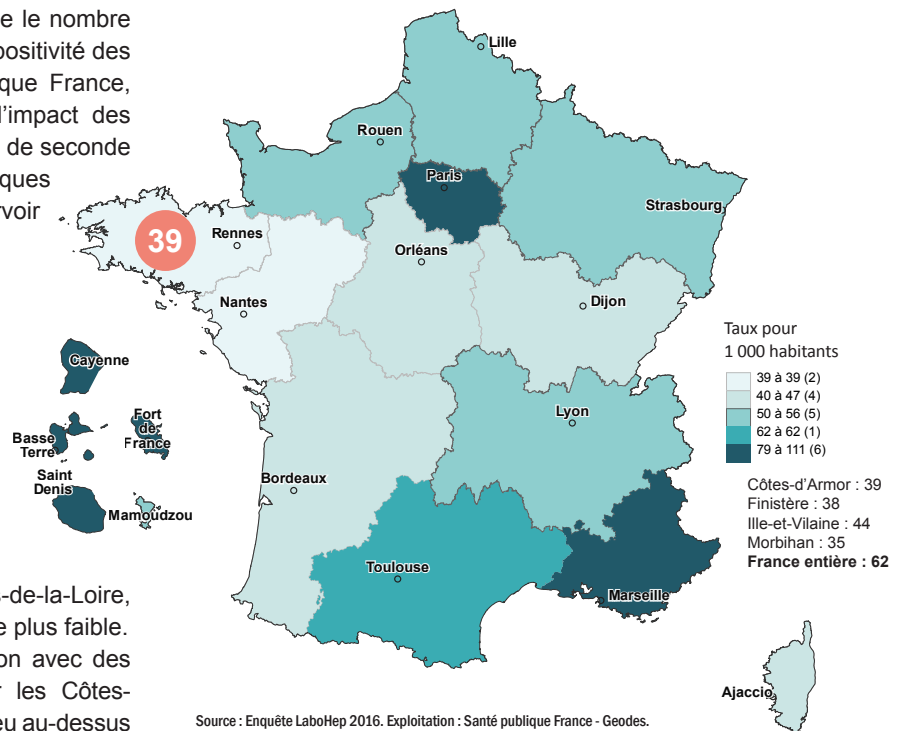 e le nombre
positivité des
que France,
l'impact des
de seconde
iques
rvoir
Lille
Rouen
Paris
Strasbourg
39
Rennes
Orléans
Nantes
Dijon
Cayenne
Basse
Terre
Fort
de
France
Saint
Denis
Mamoudzou
Lyon
Bordeaux
Toulouse
Marseille
Ajaccio
Taux pour
1 000 habitants
39 à 39 (2)
40 à 47 (4)
50 à 56 (5)
62 à 62 (1)
79 à 111 (6)
Côtes-d'Armor : 39
Finistère : 38
Ille-et-Vilaine : 44
Morbihan : 35
France entière : 62
s-de-la-Loire,
e plus faible.
on avec des
r les Côtes-
eu au-dessus
Source : Enquête LaboHep 2016. Exploitation : Santé publique France - Geodes.